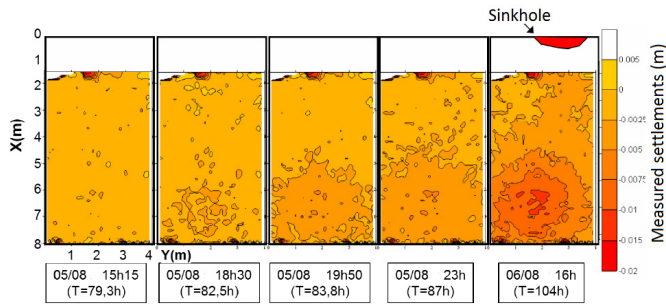 Sinkhole
0
1
2
3
4
5
6
7
8
X(m)
1 2 3 4 Y(m)
0.005
0
-0.0025
-0.005
-0.0075
-0.01
-0.015
-0.02
Measured settlements (m)
05/08 15h15
(T=79,3h)
05/08 18h30
(T=82,5h)
05/08 19h50
(T=83,8h)
05/08 23h
(T=87h)
06/08 16h
(T=104h)